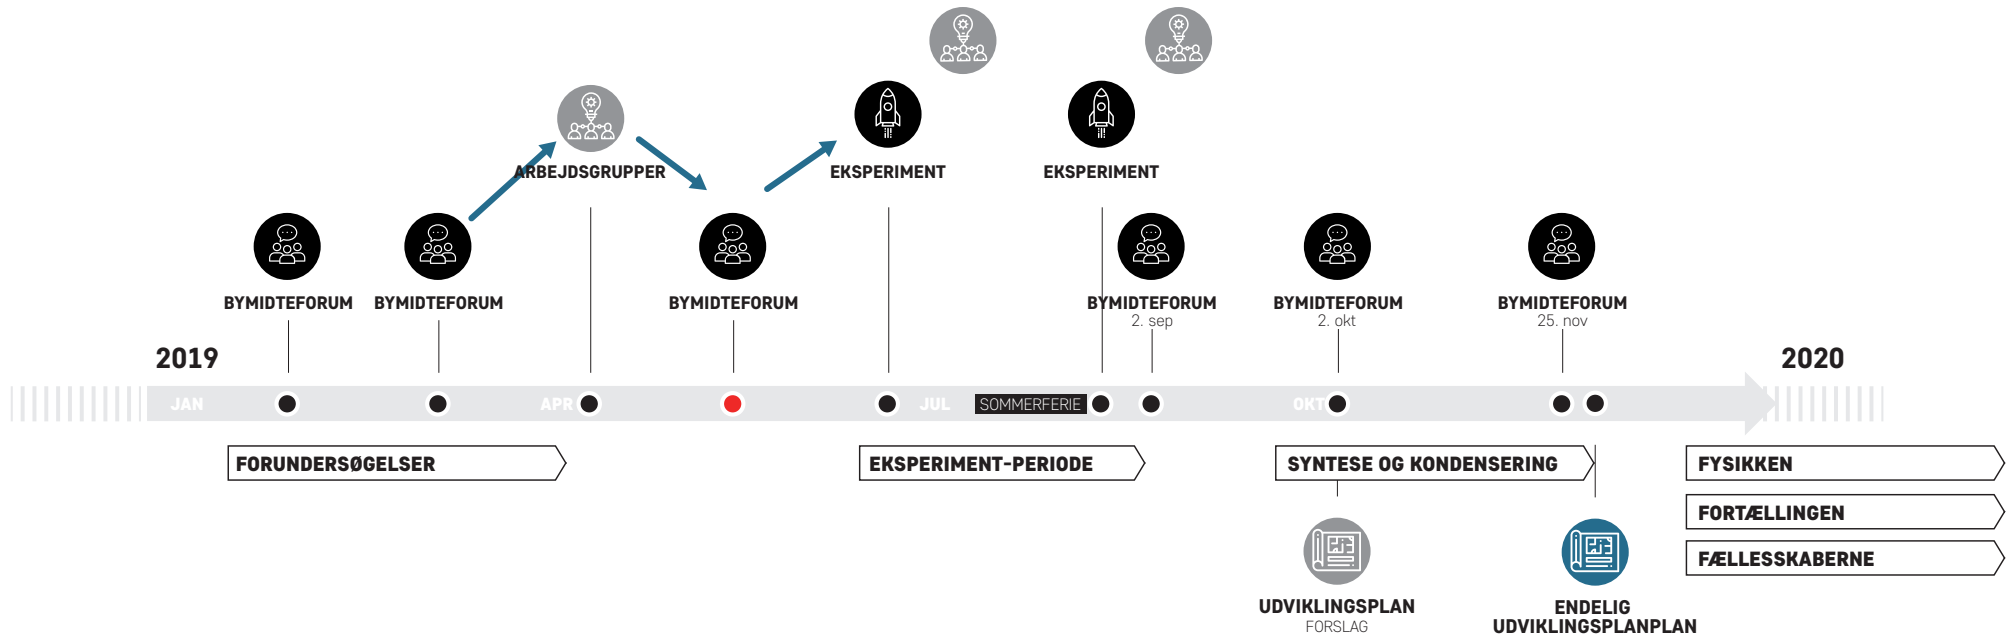 ARBEJDSGRUPPER
EKSPERIMENT
EKSPERIMENT
BYMIDTEFORUM
BYMIDTEFORUM
BYMIDTEFORUM
BYMIDTEFORUM
2. sep
BYMIDTEFORUM
2. okt
BYMIDTEFORUM
25. nov
2019
2020
JAN
APR
JUL
SOMMERFERIE
OKT
FORUNDERSØGELSER
EKSPERIMENT-PERIODE
SYNTESE OG KONDENSERING
FYSIKKEN
FORTÆLLINGEN
FÆLLESSKABERNE
UDVIKLINGSPLAN
FORSLAG
ENDELIG
UDVIKLINGSPLANPLAN